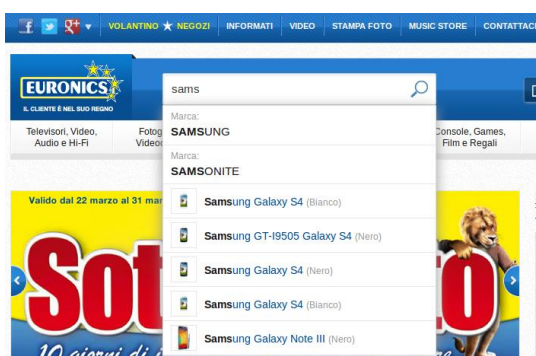 VOLANTINO ★ NEGOZI INFORMATI VIDEO STAMPA FOTO MUSIC STORE
EURONICS
IL CLIENTE È NEL SUO REGNO
sams
Televisori, Video,
Audio e Hi-Fi
Console, Games,
Film e Regali
Marca:
SAMSUNG
Marca:
SAMSONITE
Samsung Galaxy S4 (Bianco)
Samsung GT-I9505 Galaxy S4 (Nero)
Samsung Galaxy S4 (Nero)
Samsung Galaxy S4 (Bianco)
Samsung Galaxy Note III (Nero)
Valido dal 22 marzo al 31
10 giorni di